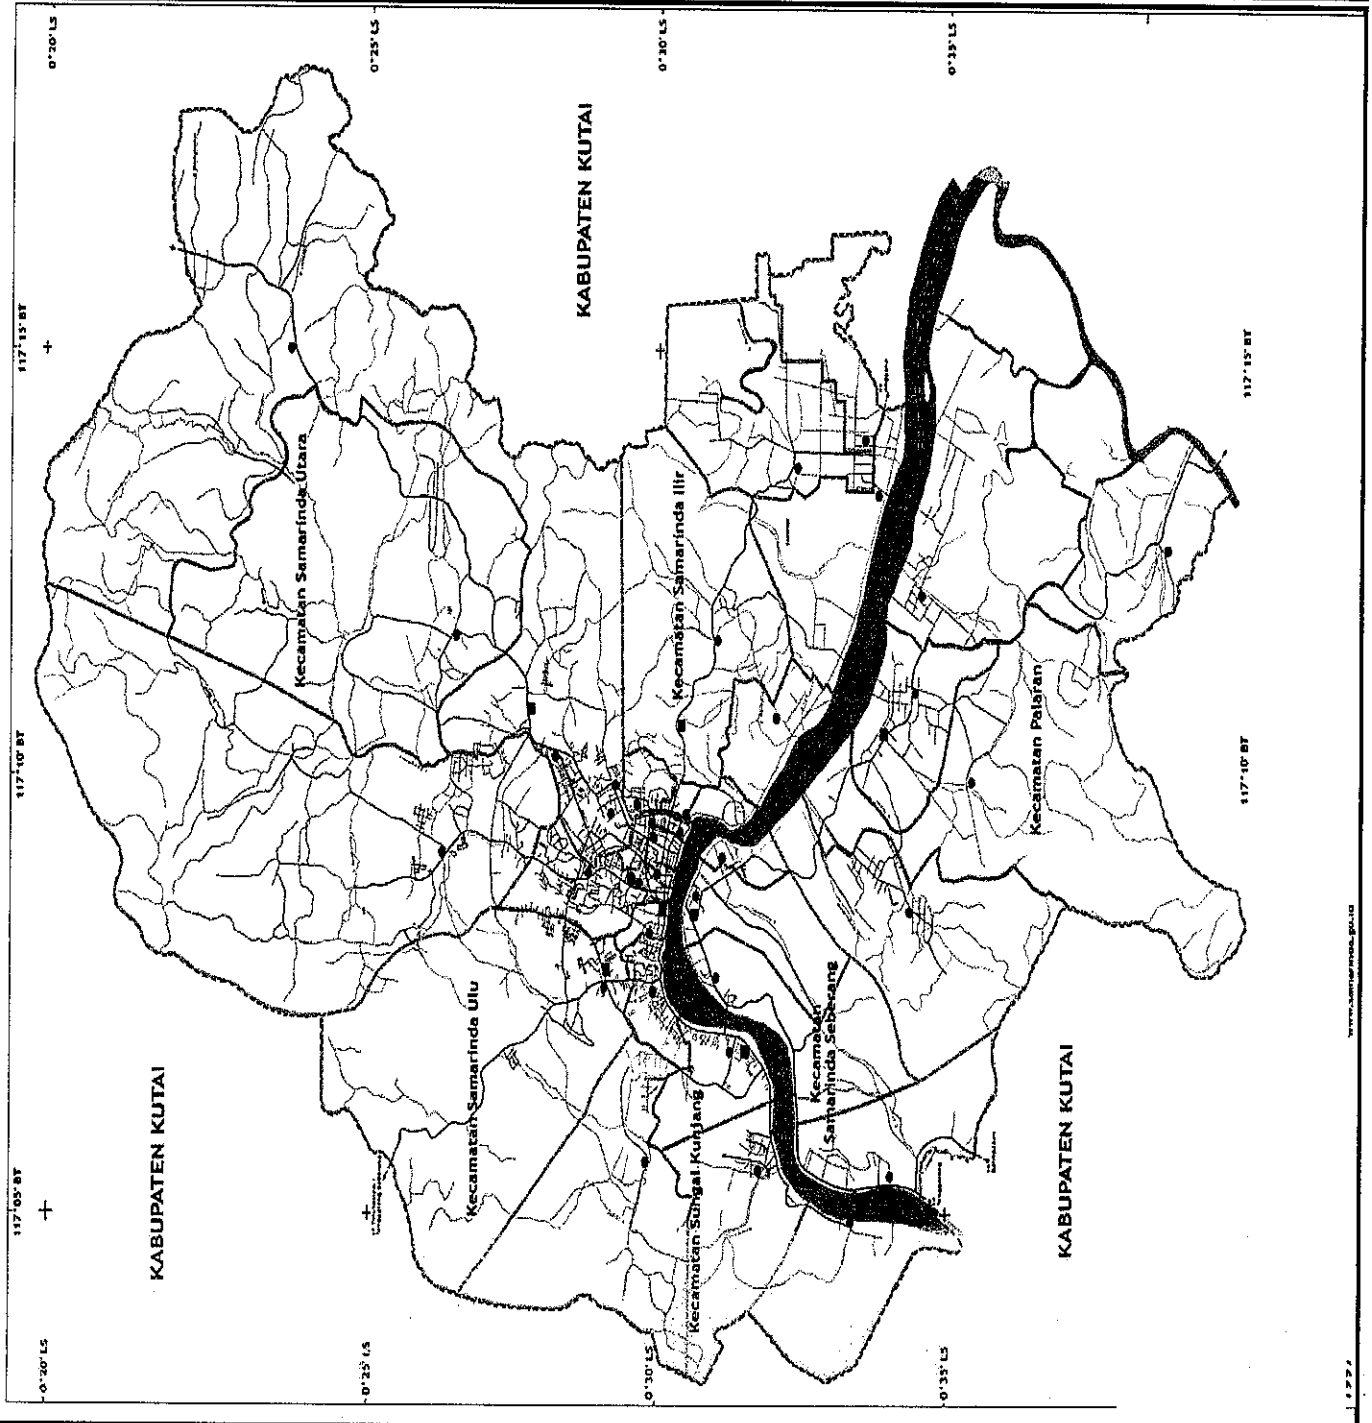 117°05' BT
117°10' BT
117°15' BT
0°20' LS
0°20' LS
KABUPATEN KUTAI
KABUPATEN KUTAI
Kecamatan Samarinda Utara
0°25' LS
0°25' LS
Kecamatan Samarinda Ulu
Kecamatan Samarinda Ilir
0°30' LS
0°30' LS
Kecamatan Sungai Kunjang
Kecamatan
Samarinda Seberang
Kecamatan Palaran
0°35' LS
0°35' LS
KABUPATEN KUTAI
117°10' BT
117°15' BT
www.samarinda.go.id